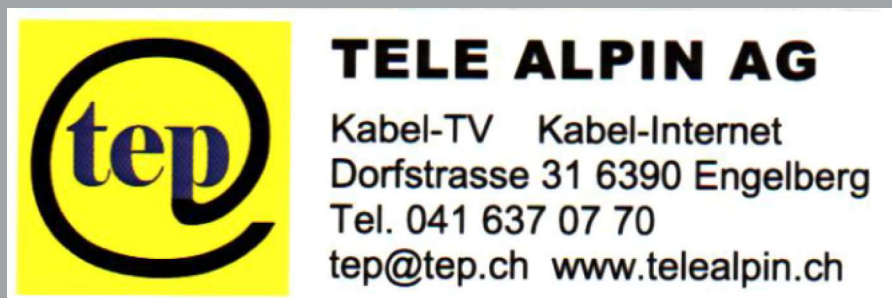 tep
TELE ALPIN AG
Kabel-TV Kabel-Internet
Dorfstrasse 31 6390 Engelberg
Tel. 041 637 07 70
tep@tep.ch www.telealpin.ch